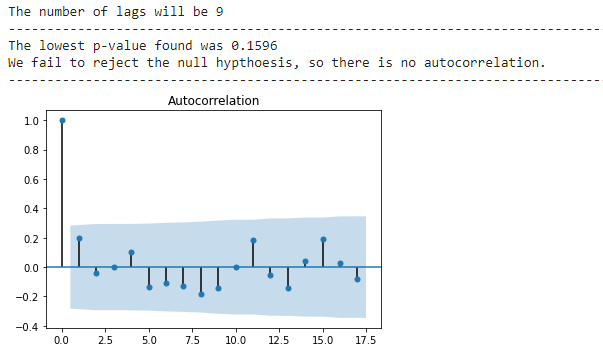 The number of lags will be 9
--------------------------------------------------------------------------------
The lowest p-value found was 0.1596
We fail to reject the null hypthoesis, so there is no autocorrelation.
--------------------------------------------------------------------------------
Autocorrelation
1.0
0.8
0.6
0.4
0.2
0.0
−0.2
−0.4
0.0 2.5 5.0 7.5 10.0 12.5 15.0 17.5